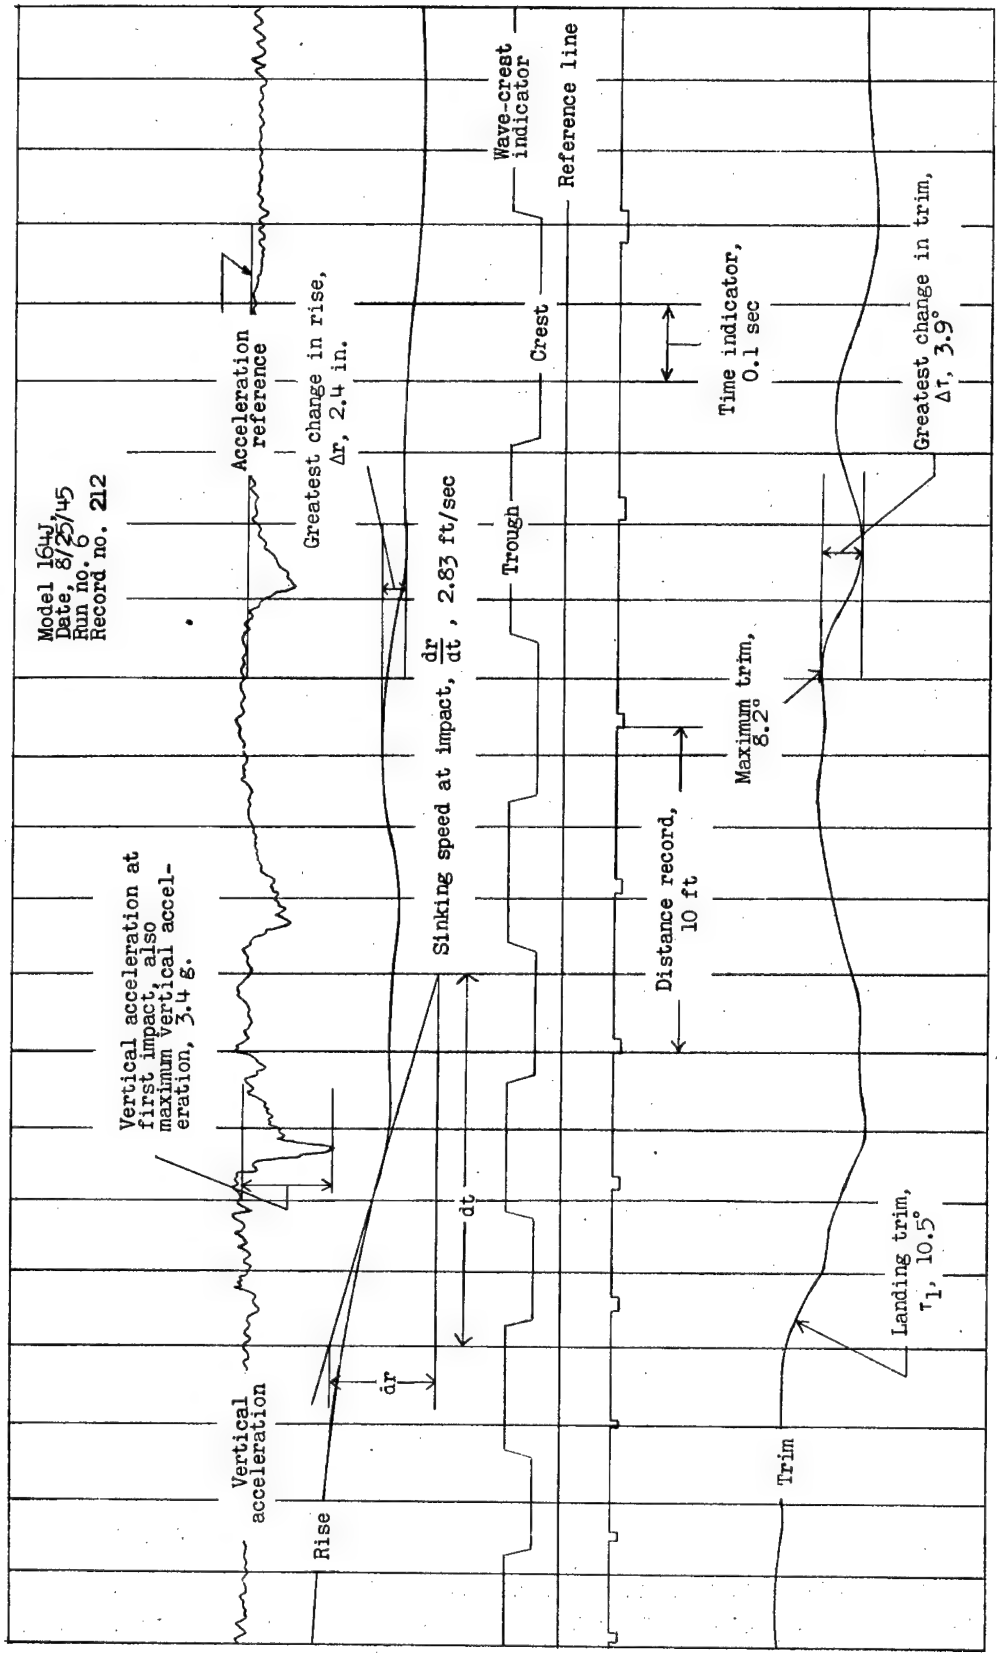 Model 164J,
Date, 8/25/45
Run no. 6
Record no. 212
Vertical acceleration at
first impact, also
maximum vertical accel-
eration, 3.4 g.
Vertical
acceleration
Acceleration
reference
Greatest change in rise,
Δr, 2.4 in.
Rise
dr
dt
Sinking speed at impact, dr/dt, 2.83 ft/sec
Wave-crest
indicator
Trough
Crest
Reference line
Distance record,
10 ft
Time indicator,
0.1 sec
Maximum trim,
8.2°
Trim
Landing trim,
τ1, 10.5°
Greatest change in trim,
Δτ, 3.9°